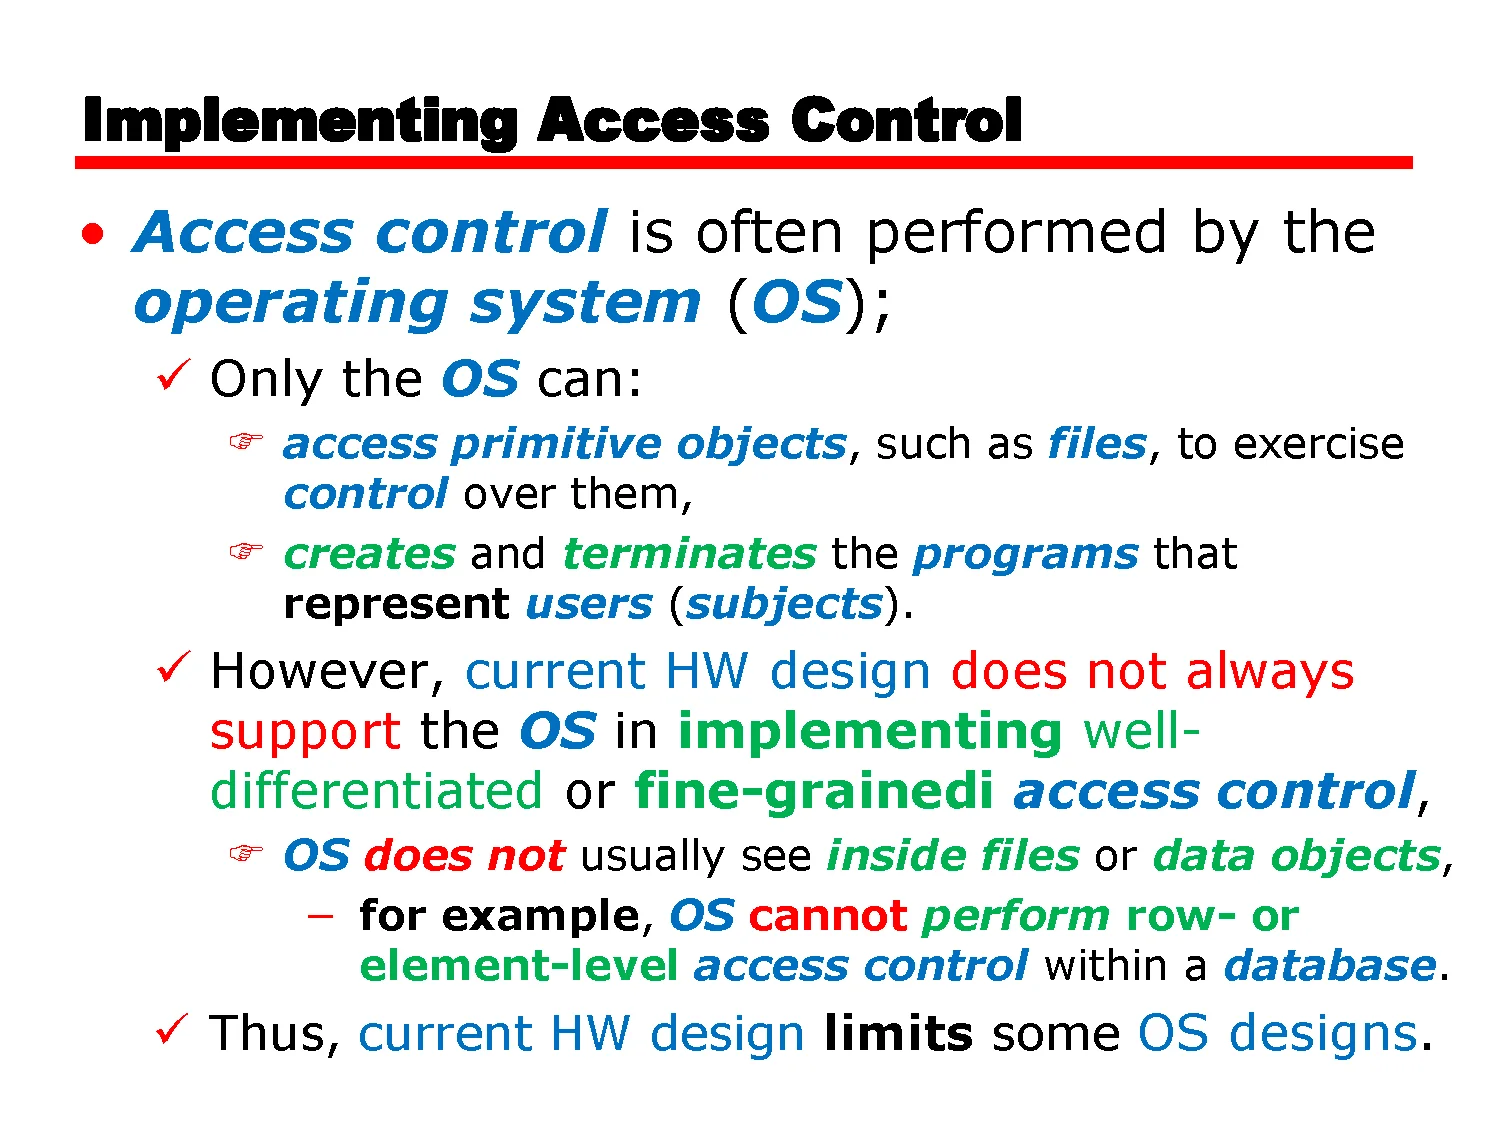 Implementing Access Control
• Access control is often performed by the
operating system (OS);
✓ Only the OS can:
☞ access primitive objects, such as files, to exercise
control over them,
☞ creates and terminates the programs that
represent users (subjects).
✓ However, current HW design does not always
support the OS in implementing well-
differentiated or fine-grainedi access control,
☞ OS does not usually see inside files or data objects,
– for example, OS cannot perform row- or
element-level access control within a database.
✓ Thus, current HW design limits some OS designs.